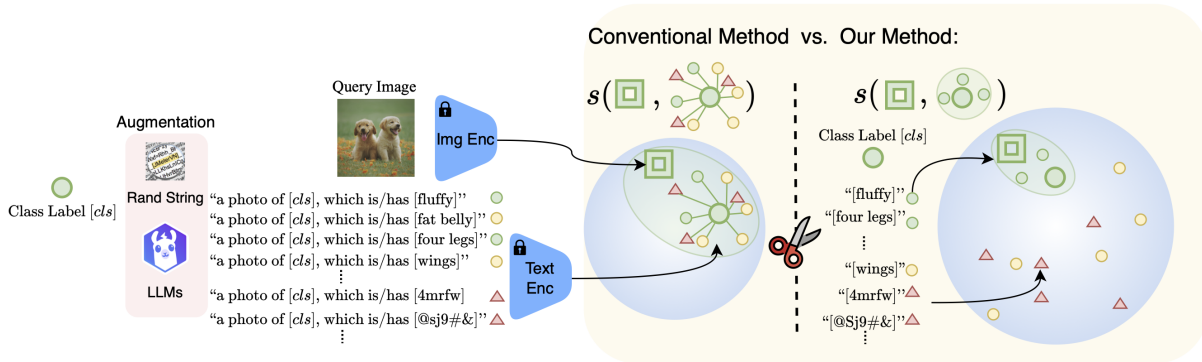 Conventional Method vs. Our Method:
s( , )
s( , )
Query Image
Augmentation
Img Enc
Class Label [cls]
Rand String
LLMs
Class Label [cls]
"a photo of [cls], which is/has [fluffy]"
"a photo of [cls], which is/has [fat belly]"
"a photo of [cls], which is/has [four legs]"
"a photo of [cls], which is/has [wings]"
⋮
"a photo of [cls], which is/has [4mrfw]
"a photo of [cls], which is/has [@sj9#&]"
⋮
Text
Enc
"[fluffy]"
"[four legs]"
⋮
"[wings]"
"[4mrfw]"
"[@Sj9#&]"
⋮